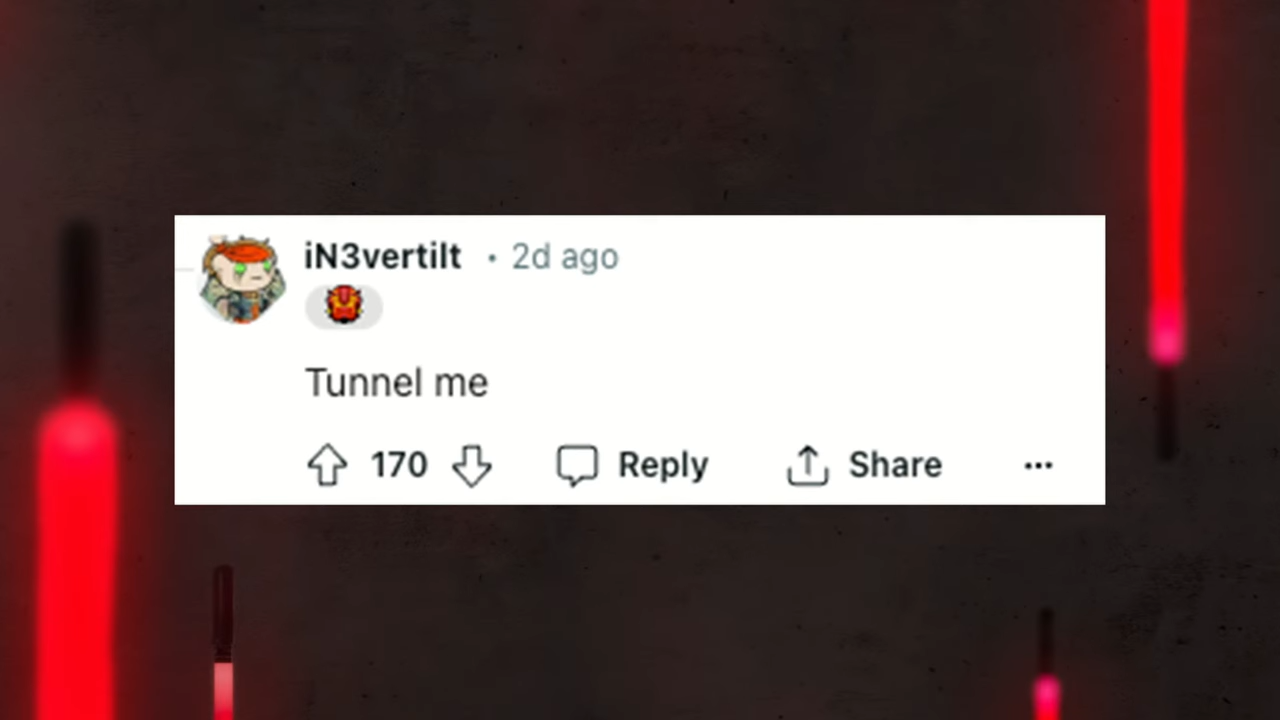 iN3vertilt • 2d ago
Tunnel me
170 Reply Share ...